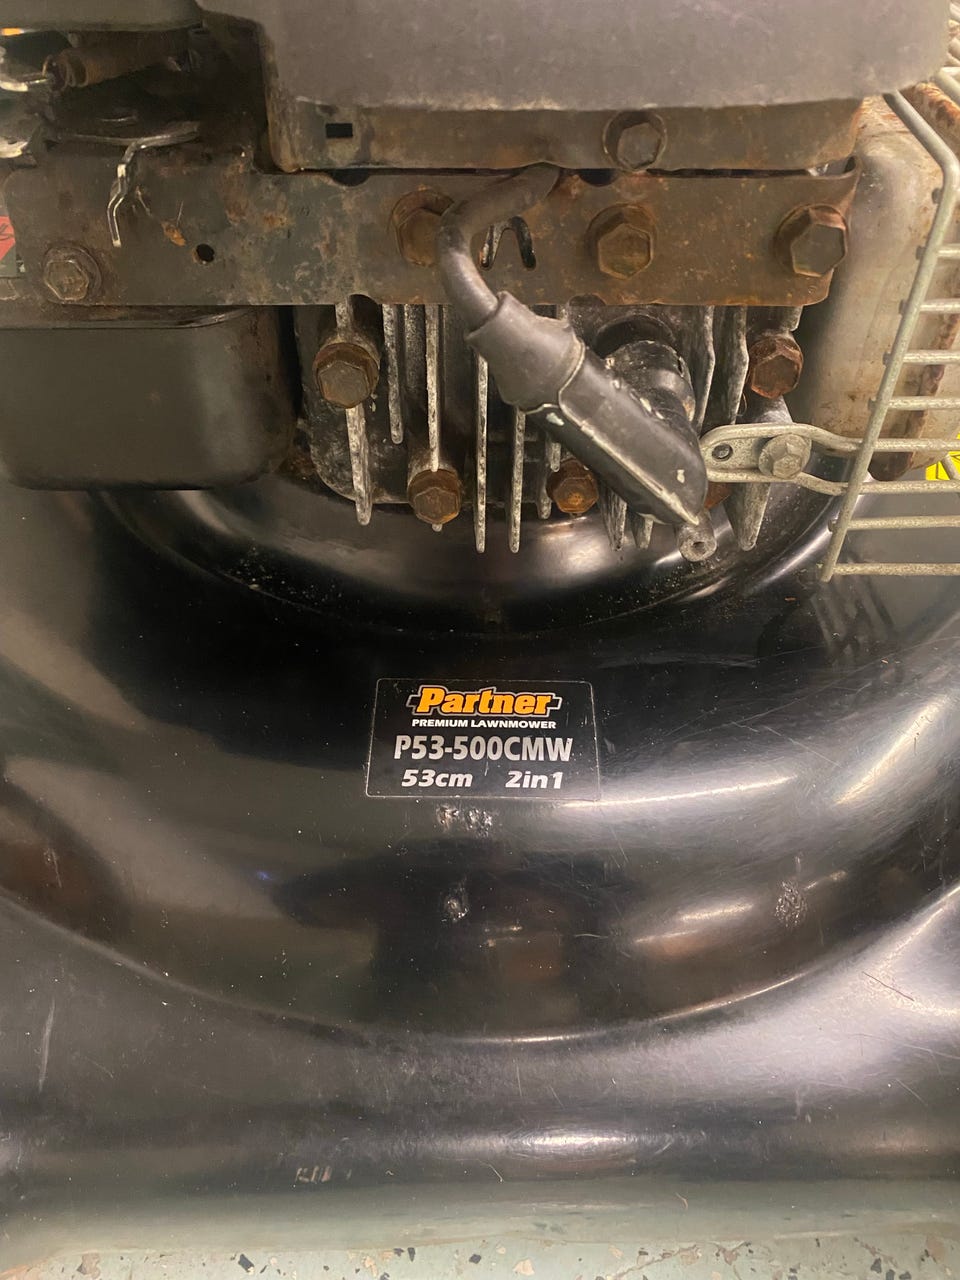 Partner
PREMIUM LAWNMOWER
P53-500CMW
53cm 2in1